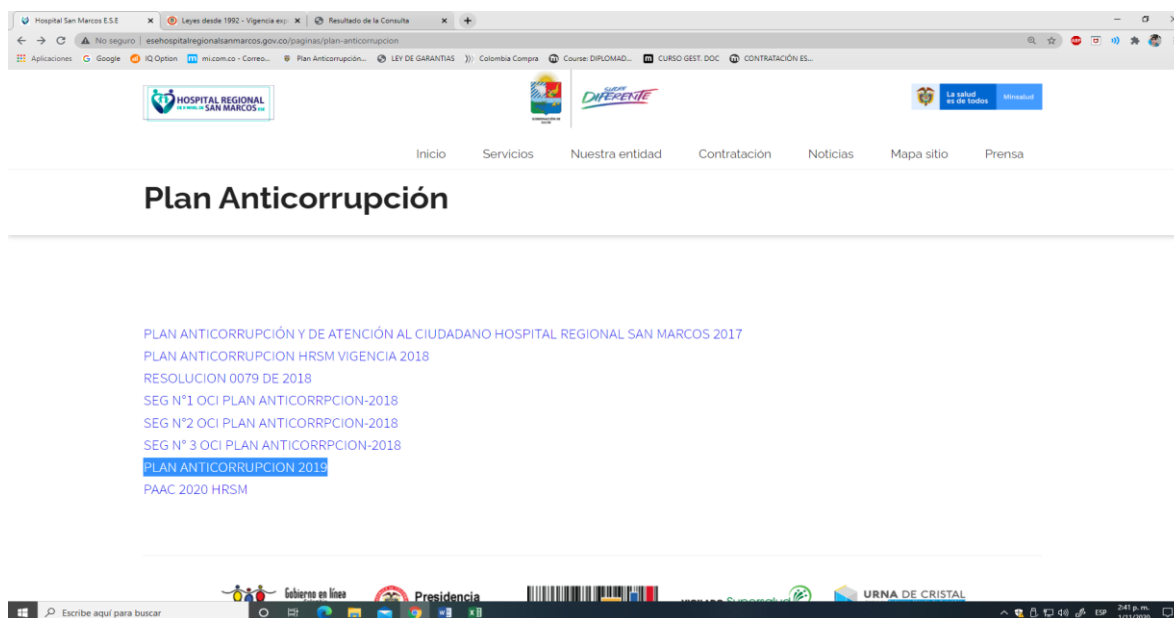 Hospital San Marcos E.S.E
Leyes desde 1992 - Vigencia exp
Resultado de la Consulta
No seguro | esehospitalregionalsanmarcos.gov.co/paginas/plan-anticorrupcion
Aplicaciones Google IQ Option mi.com.co - Correo... Plan Anticorrupción... LEY DE GARANTIAS Colombia Compra Course: DIPLOMAD... CURSO GEST. DOC CONTRATACIÓN ES...
HOSPITAL REGIONAL
SAN MARCOS
SUCRE
DIFERENTE
La salud
es de todos
Minsalud
Inicio Servicios Nuestra entidad Contratación Noticias Mapa sitio Prensa
Plan Anticorrupción
PLAN ANTICORRUPCIÓN Y DE ATENCIÓN AL CIUDADANO HOSPITAL REGIONAL SAN MARCOS 2017
PLAN ANTICORRUPCION HRSM VIGENCIA 2018
RESOLUCION 0079 DE 2018
SEG N°1 OCI PLAN ANTICORRPCION-2018
SEG N°2 OCI PLAN ANTICORRPCION-2018
SEG N° 3 OCI PLAN ANTICORRPCION-2018
PLAN ANTICORRUPCION 2019
PAAC 2020 HRSM
Gobierno en línea
Presidencia
VIGILADO Supersalud
URNA DE CRISTAL
Escribe aquí para buscar
ESP
2:41 p. m.